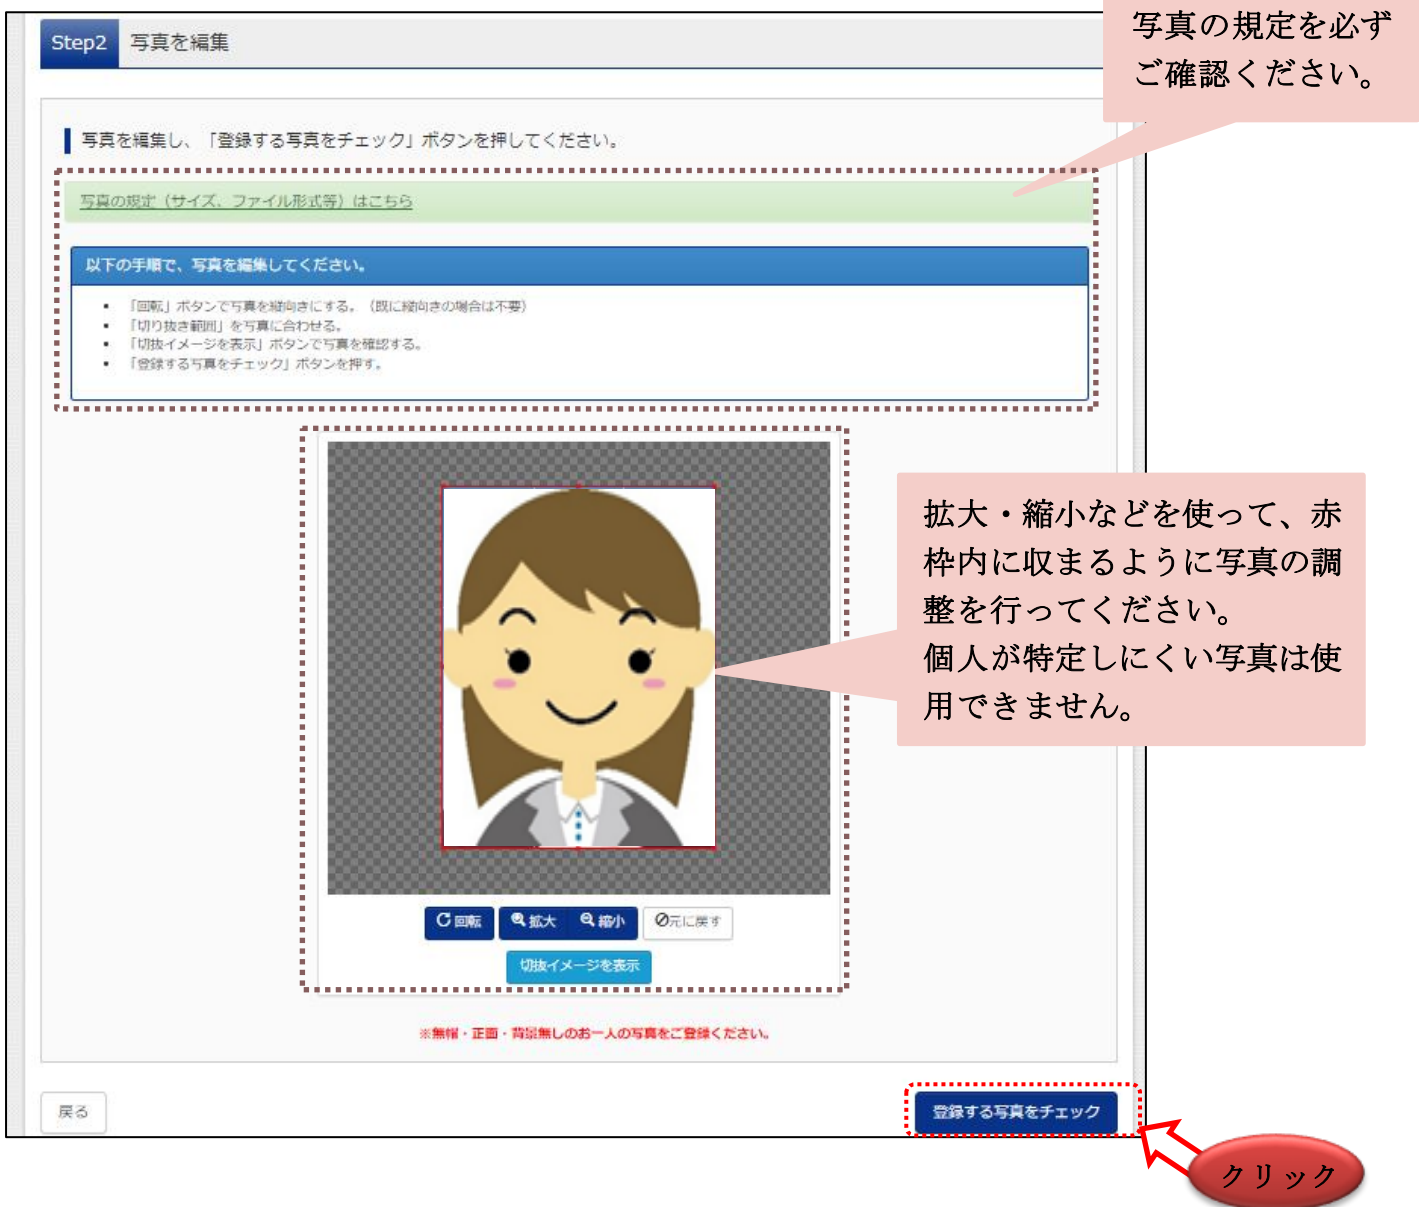 写真の規定を必ず
ご確認ください。
Step2 写真を編集
写真を編集し、「登録する写真をチェック」ボタンを押してください。
写真の規定（サイズ、ファイル形式等）はこちら
以下の手順で、写真を編集してください。
「回転」ボタンで写真を縦向きにする。（既に縦向きの場合は不要）
「切り抜き範囲」を写真に合わせる。
「切抜イメージを表示」ボタンで写真を確認する。
「登録する写真をチェック」ボタンを押す。
拡大・縮小などを使って、赤
枠内に収まるように写真の調
整を行ってください。
個人が特定しにくい写真は使
用できません。
回転 拡大 縮小 元に戻す
切抜イメージを表示
※無帽・正面・背景無しのお一人の写真をご登録ください。
戻る 登録する写真をチェック
クリック